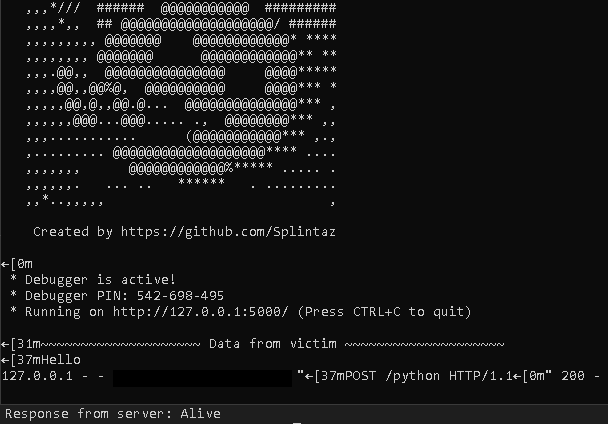 ,,,*///  ######  @@@@@@@@@@@  #########
,,,,*,,  ## @@@@@@@@@@@@@@@@@@@/ ######
,,,,,,,,, @@@@@@@    @@@@@@@@@@@@* ****
,,,,,,,, @@@@@@@      @@@@@@@@@@@@** **
,,,.@@,,  @@@@@@@@@@@@@@@     @@@@*****
,,,,@@,,@@%@,  @@@@@@@@@@     @@@@*** *
,,,,,@@,@,,@@.@...  @@@@@@@@@@@@@@*** ,
,,,,,,@@@...@@@..... .,  @@@@@@@@*** ,,
,,,...........      (@@@@@@@@@@@*** ,.,
,......... @@@@@@@@@@@@@@@@@@@**** ....
,,,,,,,      @@@@@@@@@@@@%***** ..... .
,,,,,,,.   ... ..   ******   . .........
,,*..,,,,,                            ,
Created by https://github.com/Splintaz
←[0m
* Debugger is active!
* Debugger PIN: 542-698-495
* Running on http://127.0.0.1:5000/ (Press CTRL+C to quit)
←[31m~~~~~~~~~~~~~~~~~~~~ Data from victim ~~~~~~~~~~~~~~~~~~~~
←[37mHello
127.0.0.1 - - "←[37mPOST /python HTTP/1.1←[0m" 200 -
Response from server: Alive